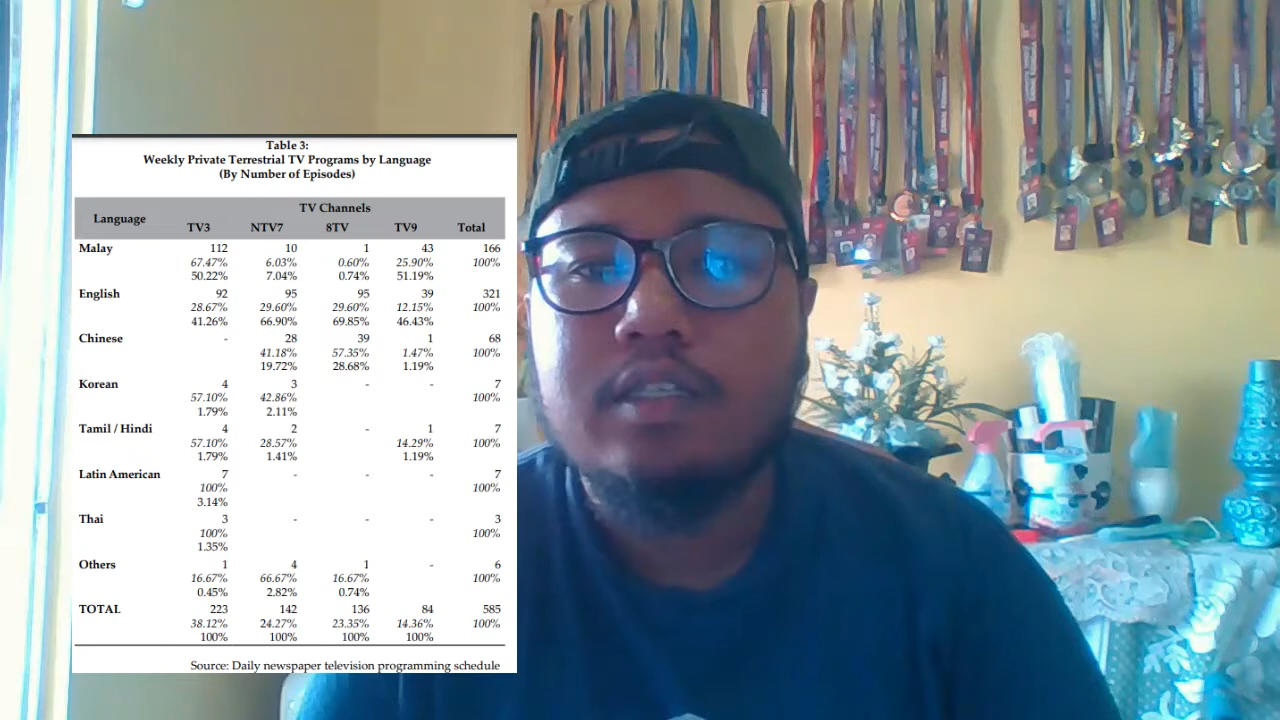 Table 3:
Weekly Private Terrestrial TV Programs by Language
(By Number of Episodes)
Language TV Channels
TV3 NTV7 8TV TV9 Total
Malay 112 10 1 43 166
67.47% 6.03% 0.60% 25.90% 100%
50.22% 7.04% 0.74% 51.19%
English 92 95 95 39 321
28.67% 29.60% 29.60% 12.15% 100%
41.26% 66.90% 69.85% 46.43%
Chinese - 28 39 1 68
41.18% 57.35% 1.47% 100%
19.72% 28.68% 1.19%
Korean 4 3 - - 7
57.10% 42.86% 100%
1.79% 2.11%
Tamil / Hindi 4 2 - 1 7
57.10% 28.57% 14.29% 100%
1.79% 1.41% 1.19%
Latin American 7 - - - 7
100% 100%
3.14%
Thai 3 - - - 3
100% 100%
1.35%
Others 1 4 1 - 6
16.67% 66.67% 16.67% 100%
0.45% 2.82% 0.74%
TOTAL 223 142 136 84 585
38.12% 24.27% 23.35% 14.36% 100%
100% 100% 100% 100%
Source: Daily newspaper television programming schedule